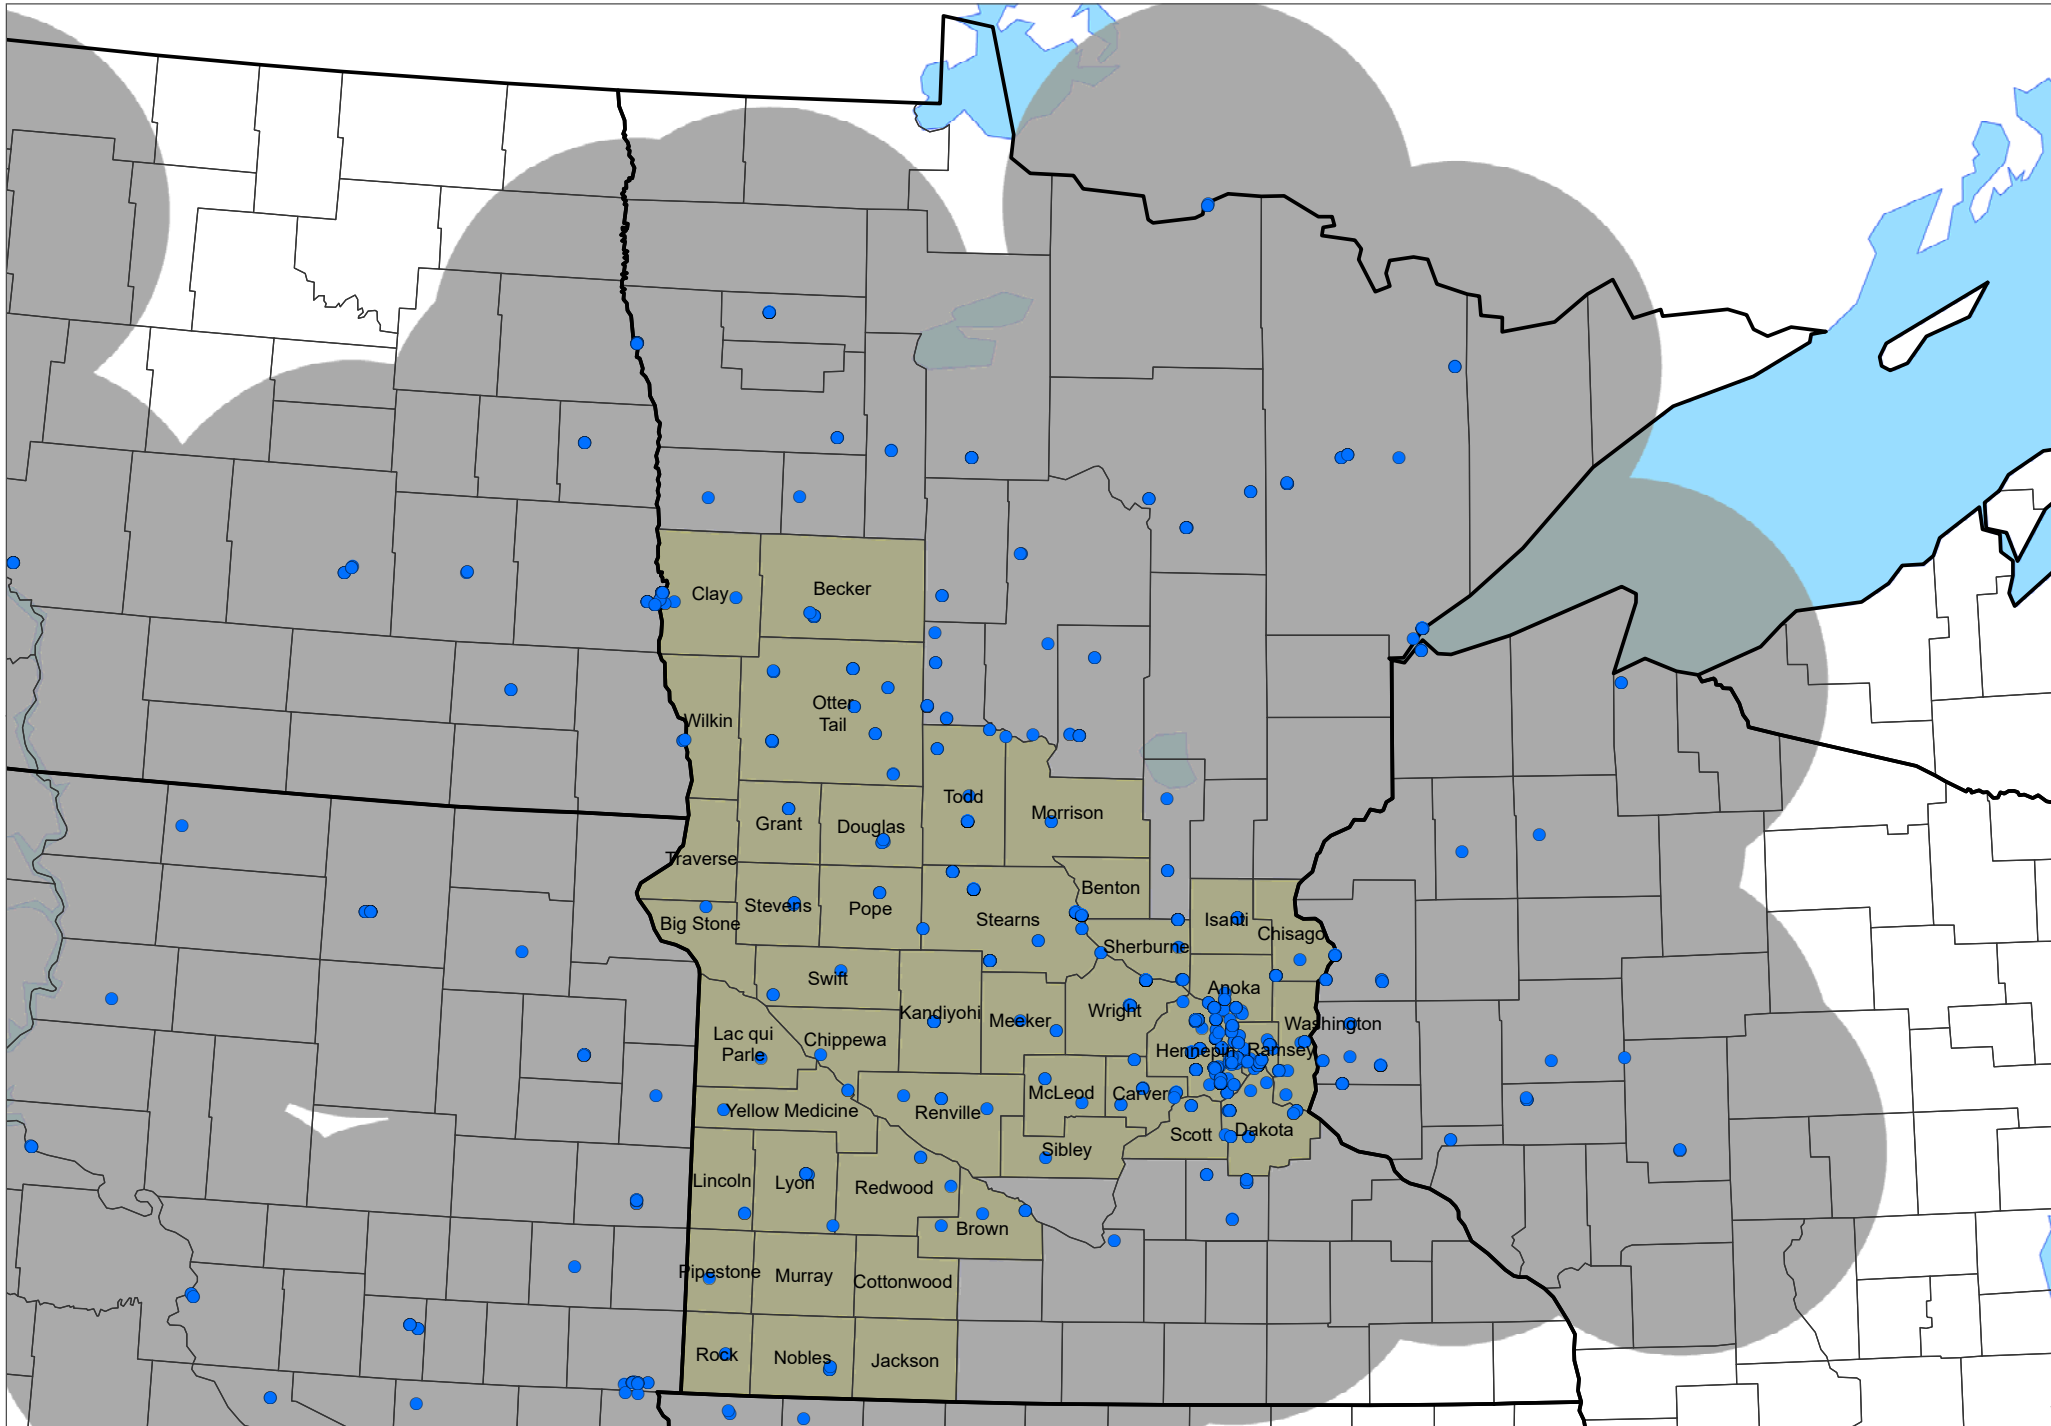 Clay
Becker
Otter
Tail
Wilkin
Todd
Morrison
Grant
Douglas
Traverse
Benton
Stevens
Pope
Big Stone
Stearns
Isanti
Chisago
Sherburne
Swift
Anoka
Kandiyohi
Meeker
Wright
Washington
Lac qui
Parle
Chippewa
Hennepin
Ramsey
McLeod
Carver
Yellow Medicine
Renville
Scott
Dakota
Sibley
Lincoln
Lyon
Redwood
Brown
Pipestone
Murray
Cottonwood
Rock
Nobles
Jackson